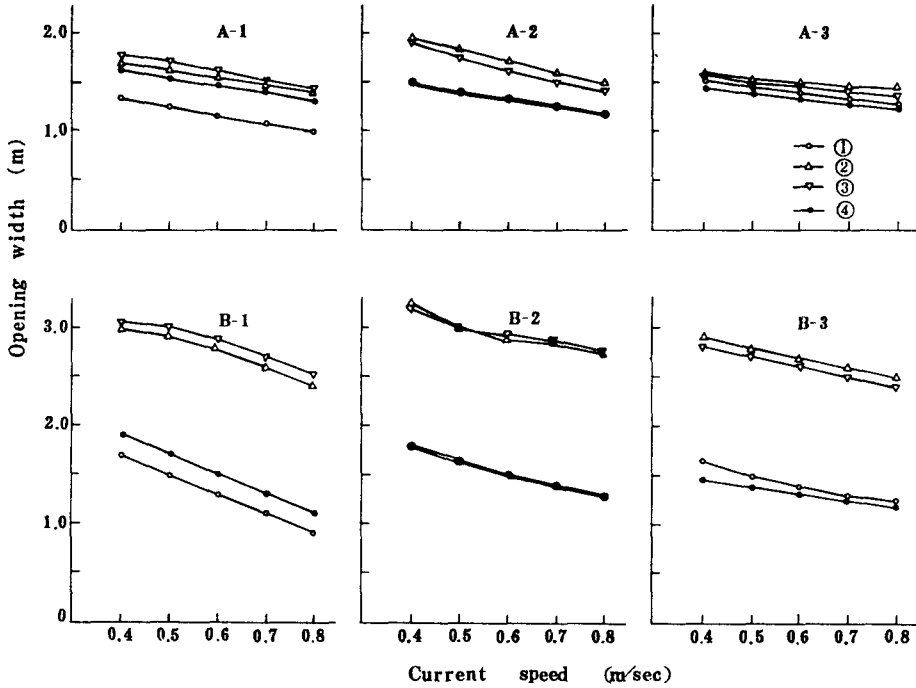 A-1
A-2
A-3
2.0
1.0
0
①
②
③
④
Opening width (m)
B-1
B-2
B-3
3.0
2.0
1.0
0
0.4 0.5 0.6 0.7 0.8
0.4 0.5 0.6 0.7 0.8
0.4 0.5 0.6 0.7 0.8
Current speed (m/sec)